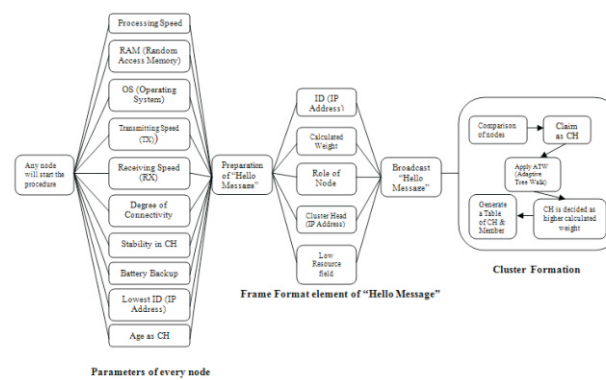 Any node
will start the
procedure
Processing Speed
RAM (Random
Access Memory)
OS (Operating
System)
Transmitting Speed
(TX))
Receiving Speed
(RX)
Degree of
Connectivity
Stability in CH
Battery Backup
Lowest ID (IP
Address)
Age as CH
Parameters of every node
Preparation
of "Hello
Message"
ID (IP
Address)
Calculated
Weight
Role of
Node
Cluster Head
(IP Address)
Low
Resource
field
Frame Format element of "Hello Message"
Broadcast
"Hello
Message"
Comparison
of nodes
Claim
as CH
Apply ATW
(Adaptive
Tree Walk)
CH is decided as
higher calculated
weight
Generate
a Table
of CH &
Member
Cluster Formation